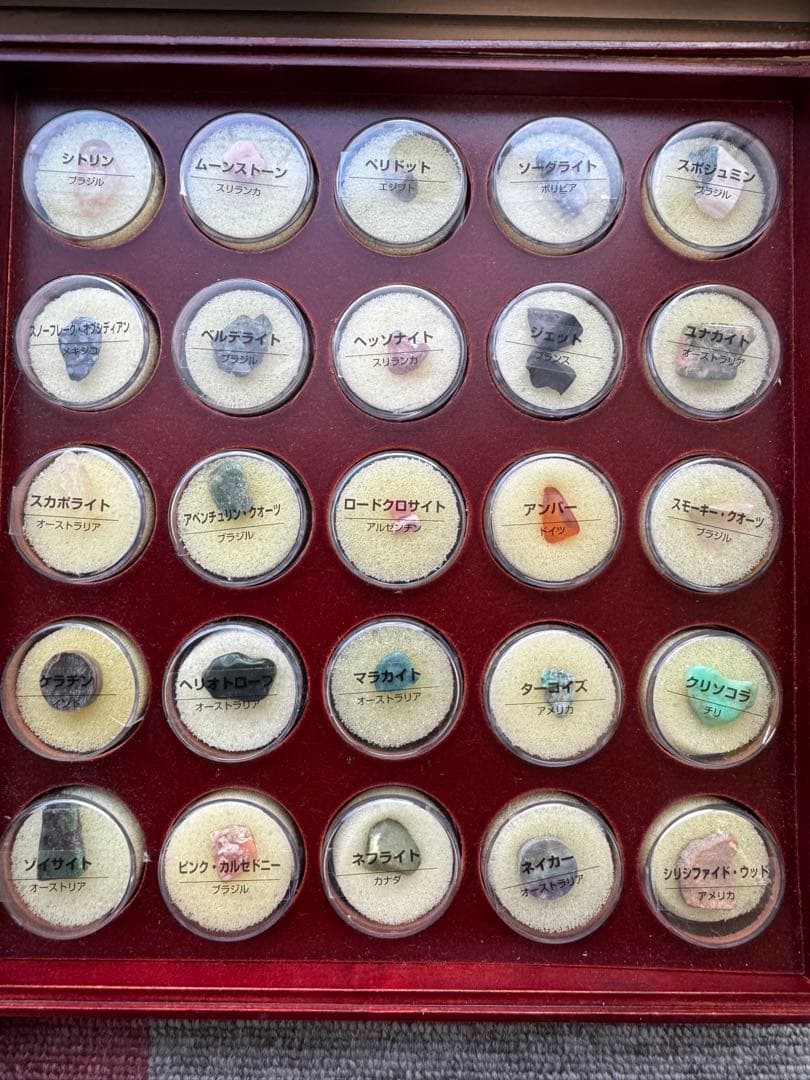 シトリン
ブラジル
ムーンストーン
スリランカ
ペリドット
エジプト
ソーダライト
ボリビア
スポジュミン
ブラジル
スノーフレーク・オブシディアン
メキシコ
ベルデライト
ブラジル
ヘッソナイト
スリランカ
ジェット
フランス
ユナカイト
オーストラリア
スカポライト
オーストラリア
アベンチュリン・クオーツ
ブラジル
ロードクロサイト
アルゼンチン
アンバー
ドイツ
スモーキー・クオーツ
ブラジル
ケラチン
インド
ヘリオトロープ
オーストラリア
マラカイト
オーストラリア
ターコイズ
アメリカ
クリソコラ
チリ
ゾイサイト
オーストリア
ピンク・カルセドニー
ブラジル
ネフライト
カナダ
ネイカー
オーストラリア
シリシファイド・ウッド
アメリカ